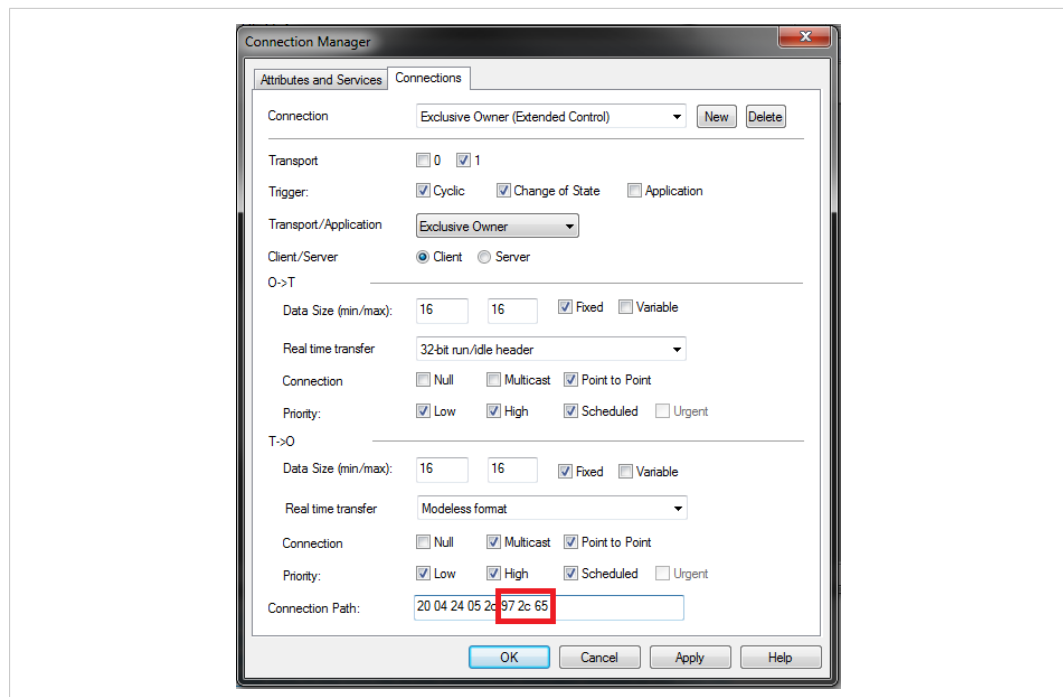 Connection Manager
Attributes and Services Connections
Connection Exclusive Owner (Extended Control) New Delete
Transport 0 1
Trigger: Cyclic Change of State Application
Transport/Application Exclusive Owner
Client/Server Client Server
O->T
Data Size (min/max): 16 16 Fixed Variable
Real time transfer 32-bit run/idle header
Connection Null Multicast Point to Point
Priority: Low High Scheduled Urgent
T->O
Data Size (min/max): 16 16 Fixed Variable
Real time transfer Modeless format
Connection Null Multicast Point to Point
Priority: Low High Scheduled Urgent
Connection Path: 20 04 24 05 2c 97 2c 65
OK Cancel Apply Help